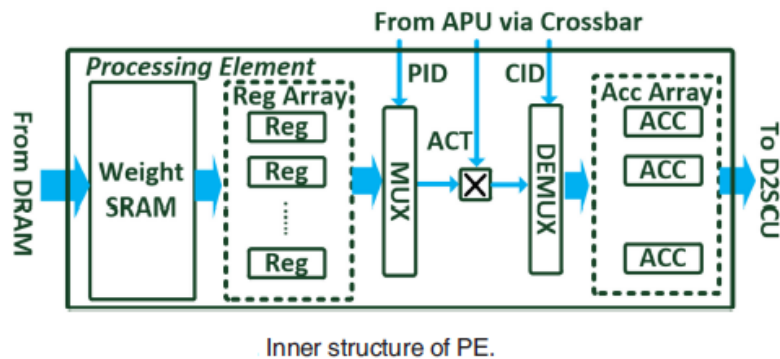 From APU via Crossbar
Processing Element
PID
CID
Reg Array
Acc Array
From DRAM
Weight
SRAM
Reg
Reg
Reg
MUX
ACT
DEMUX
ACC
ACC
ACC
To D2SCU
Inner structure of PE.